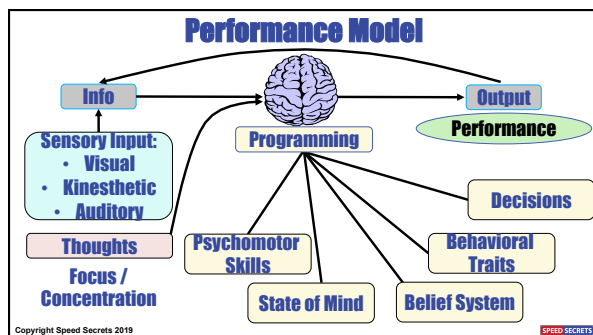 Performance Model
Info
Output
Performance
Programming
Sensory Input:
• Visual
• Kinesthetic
• Auditory
Thoughts
Focus /
Concentration
Psychomotor
Skills
State of Mind
Belief System
Behavioral
Traits
Decisions
Copyright Speed Secrets 2019
SPEED SECRETS